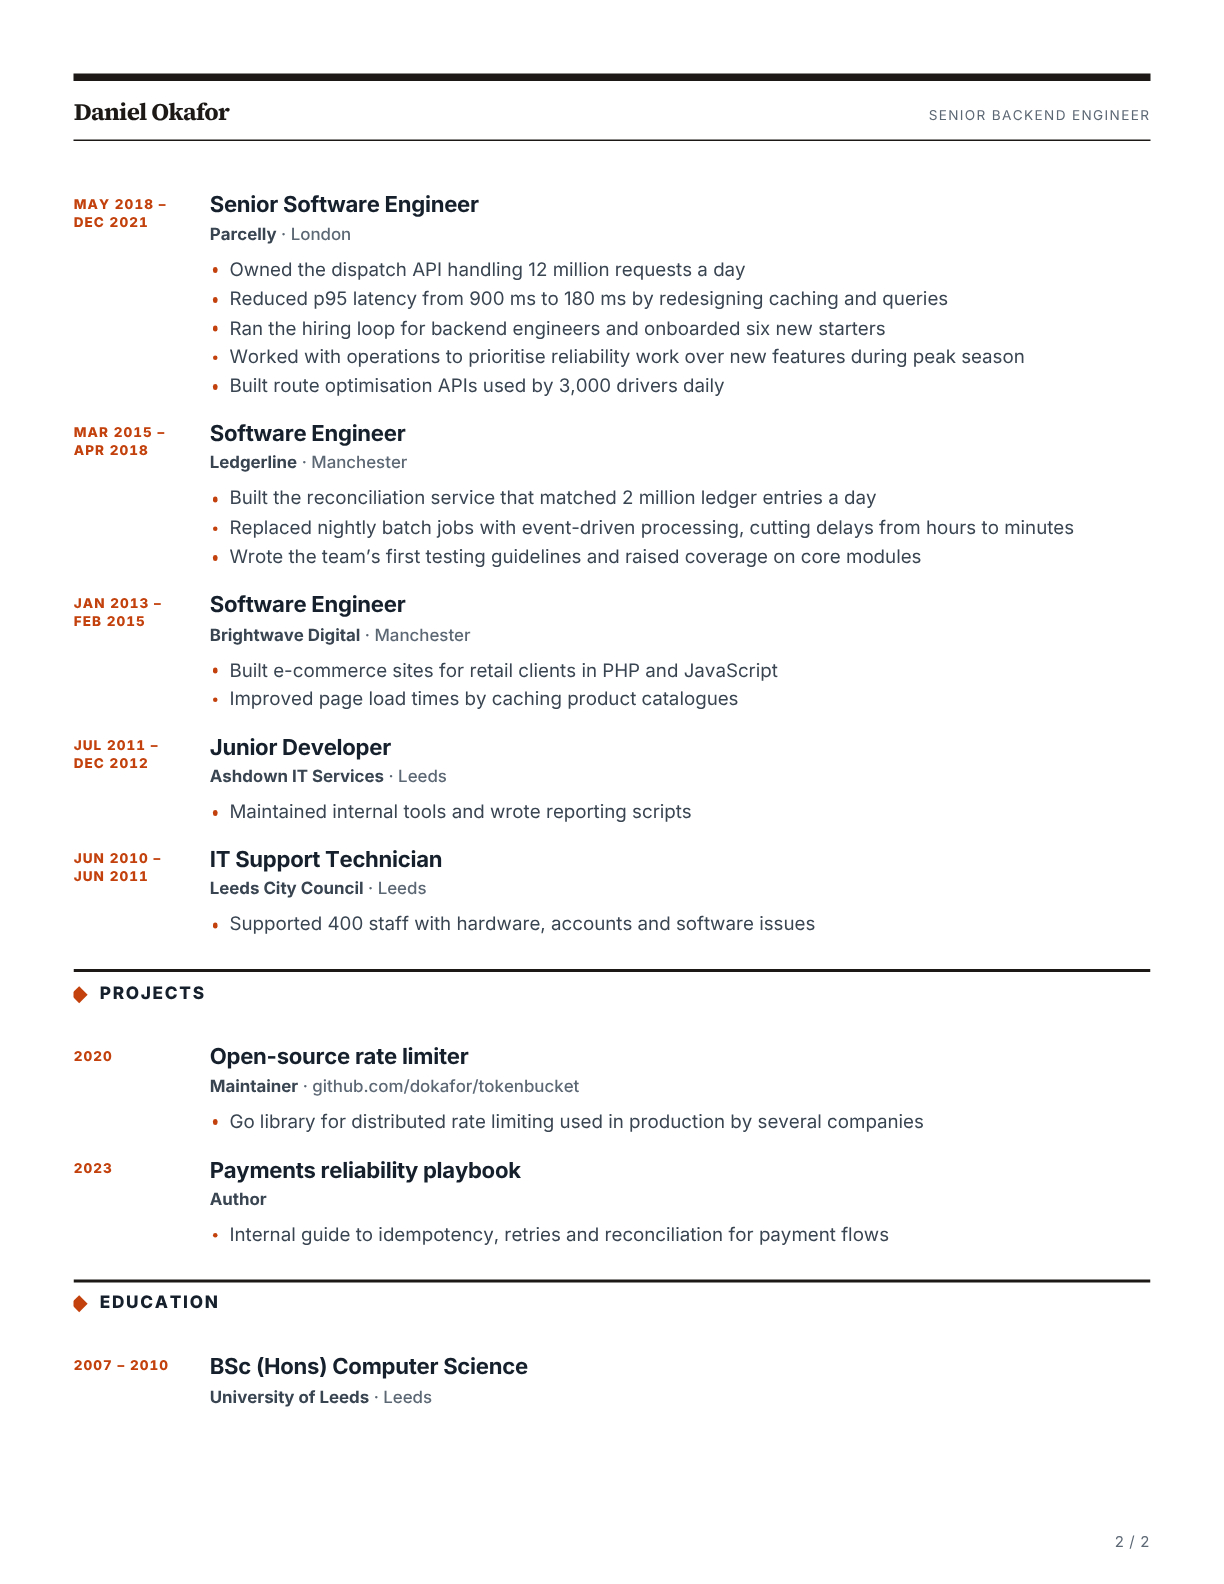 Daniel Okafor
SENIOR BACKEND ENGINEER
MAY 2018 –
DEC 2021
Senior Software Engineer
Parcelly · London
• Owned the dispatch API handling 12 million requests a day
• Reduced p95 latency from 900 ms to 180 ms by redesigning caching and queries
• Ran the hiring loop for backend engineers and onboarded six new starters
• Worked with operations to prioritise reliability work over new features during peak season
• Built route optimisation APIs used by 3,000 drivers daily
MAR 2015 –
APR 2018
Software Engineer
Ledgerline · Manchester
• Built the reconciliation service that matched 2 million ledger entries a day
• Replaced nightly batch jobs with event-driven processing, cutting delays from hours to minutes
• Wrote the team’s first testing guidelines and raised coverage on core modules
JAN 2013 –
FEB 2015
Software Engineer
Brightwave Digital · Manchester
• Built e-commerce sites for retail clients in PHP and JavaScript
• Improved page load times by caching product catalogues
JUL 2011 –
DEC 2012
Junior Developer
Ashdown IT Services · Leeds
• Maintained internal tools and wrote reporting scripts
JUN 2010 –
JUN 2011
IT Support Technician
Leeds City Council · Leeds
• Supported 400 staff with hardware, accounts and software issues
PROJECTS
2020
Open-source rate limiter
Maintainer · github.com/dokafor/tokenbucket
• Go library for distributed rate limiting used in production by several companies
2023
Payments reliability playbook
Author
• Internal guide to idempotency, retries and reconciliation for payment flows
EDUCATION
2007 – 2010
BSc (Hons) Computer Science
University of Leeds · Leeds
2 / 2